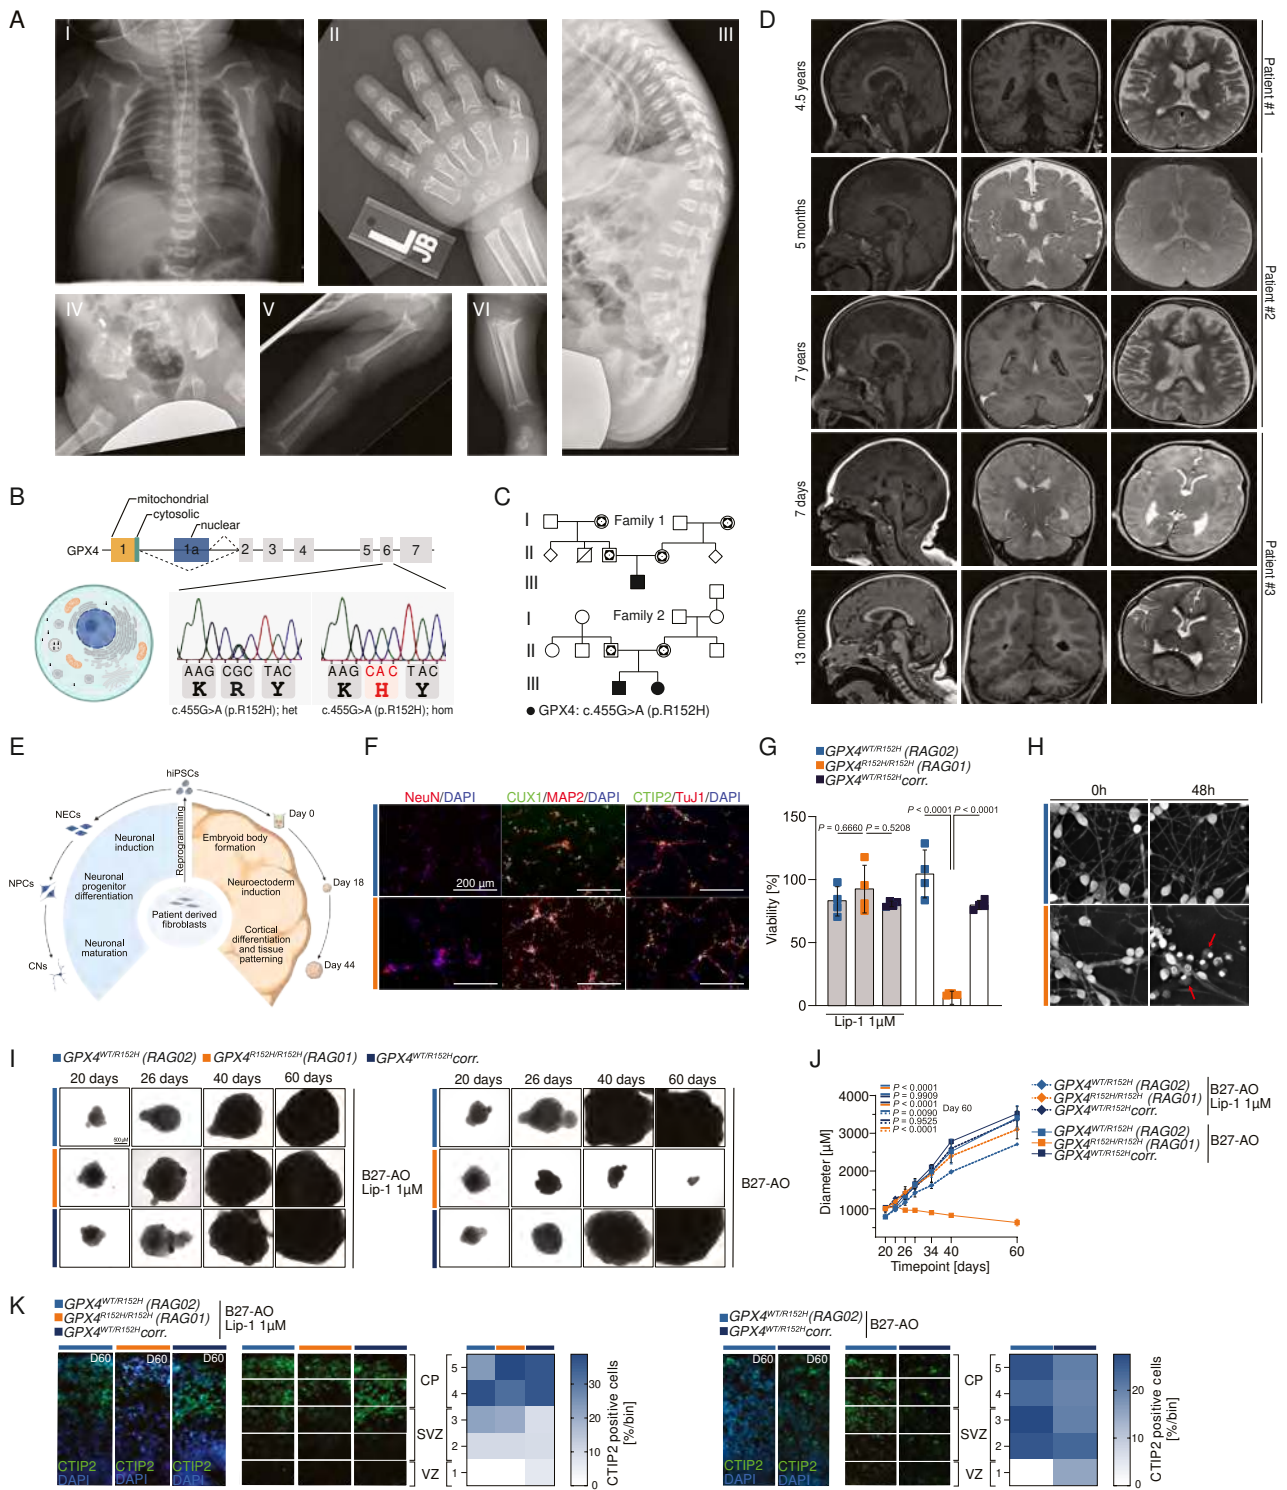 A
I
II
III
L
JB
IV
V
VI
B
mitochondrial
cytosolic
nuclear
GPX4
1
1a
2
3
4
5
6
7
AAG CGC TAC
K R Y
c.455G>A (p.R152H); het
AAG CAC TAC
K H Y
c.455G>A (p.R152H); hom
C
I
Family 1
II
III
I
Family 2
II
III
GPX4: c.455G>A (p.R152H)
D
4.5 years
Patient #1
5 months
7 years
Patient #2
7 days
13 months
Patient #3
E
hiPSCs
NECs
Day 0
Reprogramming
Neuronal
induction
Embryoid body
formation
NPCs
Neuronal
progenitor
differentiation
Neuroectoderm
induction
Day 18
Patient derived
fibroblasts
Neuronal
maturation
Cortical
differentiation
and tissue
patterning
CNs
Day 44
F
NeuN/DAPI
CUX1/MAP2/DAPI
CTIP2/TuJ1/DAPI
200 µm
G
GPX4WT/R152H (RAG02)
GPX4R152H/R152H (RAG01)
GPX4WT/R152Hcorr.
Viability [%]
150
100
50
0
P = 0.6660
P = 0.5208
P < 0.0001
P < 0.0001
Lip-1 1µM
H
0h
48h
I
GPX4WT/R152H (RAG02)
GPX4R152H/R152H (RAG01)
GPX4WT/R152Hcorr.
20 days
26 days
40 days
60 days
500 µM
B27-AO
Lip-1 1µM
20 days
26 days
40 days
60 days
B27-AO
J
P < 0.0001
P = 0.9909
P < 0.0001
P = 0.0090
P = 0.9525
P < 0.0001
Day 60
Diameter [µM]
4000
3000
2000
1000
20
26
34
40
60
Timepoint [days]
GPX4WT/R152H (RAG02)
GPX4R152H/R152H (RAG01)
GPX4WT/R152Hcorr.
B27-AO
Lip-1 1µM
GPX4WT/R152H (RAG02)
GPX4R152H/R152H (RAG01)
GPX4WT/R152Hcorr.
B27-AO
K
GPX4WT/R152H (RAG02)
GPX4R152H/R152H (RAG01)
GPX4WT/R152Hcorr.
B27-AO
Lip-1 1µM
D60
D60
D60
CTIP2
DAPI
CTIP2
DAPI
CTIP2
DAPI
CP
SVZ
VZ
5
4
3
2
1
30
20
10
0
CTIP2 positive cells
[%/bin]
GPX4WT/R152H (RAG02)
GPX4WT/R152Hcorr.
B27-AO
D60
D60
CTIP2
DAPI
CTIP2
DAPI
CP
SVZ
VZ
5
4
3
2
1
20
10
0
CTIP2 positive cells
[%/bin]